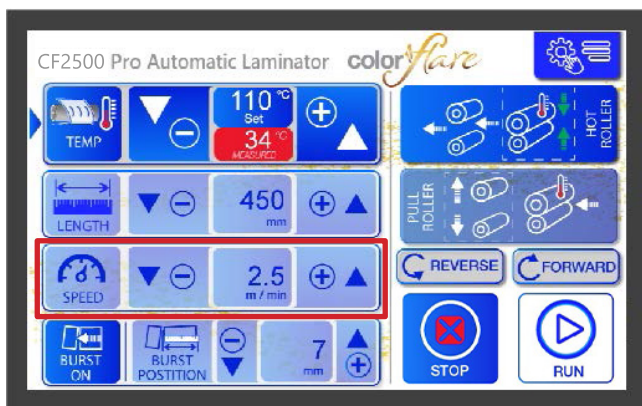 CF2500 Pro Automatic Laminator colorflare
TEMP
110 °C
Set
34 °C
MEASURED
HOT ROLLER
LENGTH
450
mm
PULL ROLLER
SPEED
2.5
m / min
REVERSE
FORWARD
BURST
ON
BURST
POSTITION
7
mm
STOP
RUN